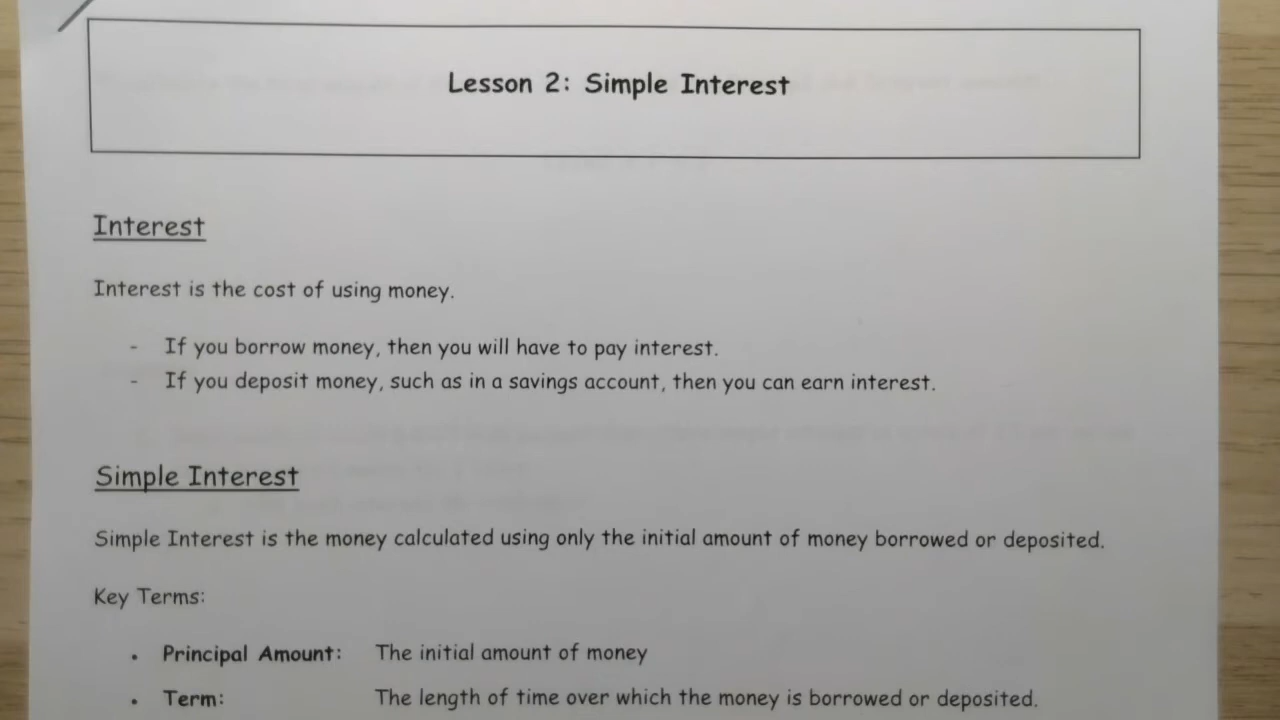 Lesson 2: Simple Interest
Interest
Interest is the cost of using money.
- If you borrow money, then you will have to pay interest.
- If you deposit money, such as in a savings account, then you can earn interest.
Simple Interest
Simple Interest is the money calculated using only the initial amount of money borrowed or deposited.
Key Terms:
• Principal Amount: The initial amount of money
• Term: The length of time over which the money is borrowed or deposited.